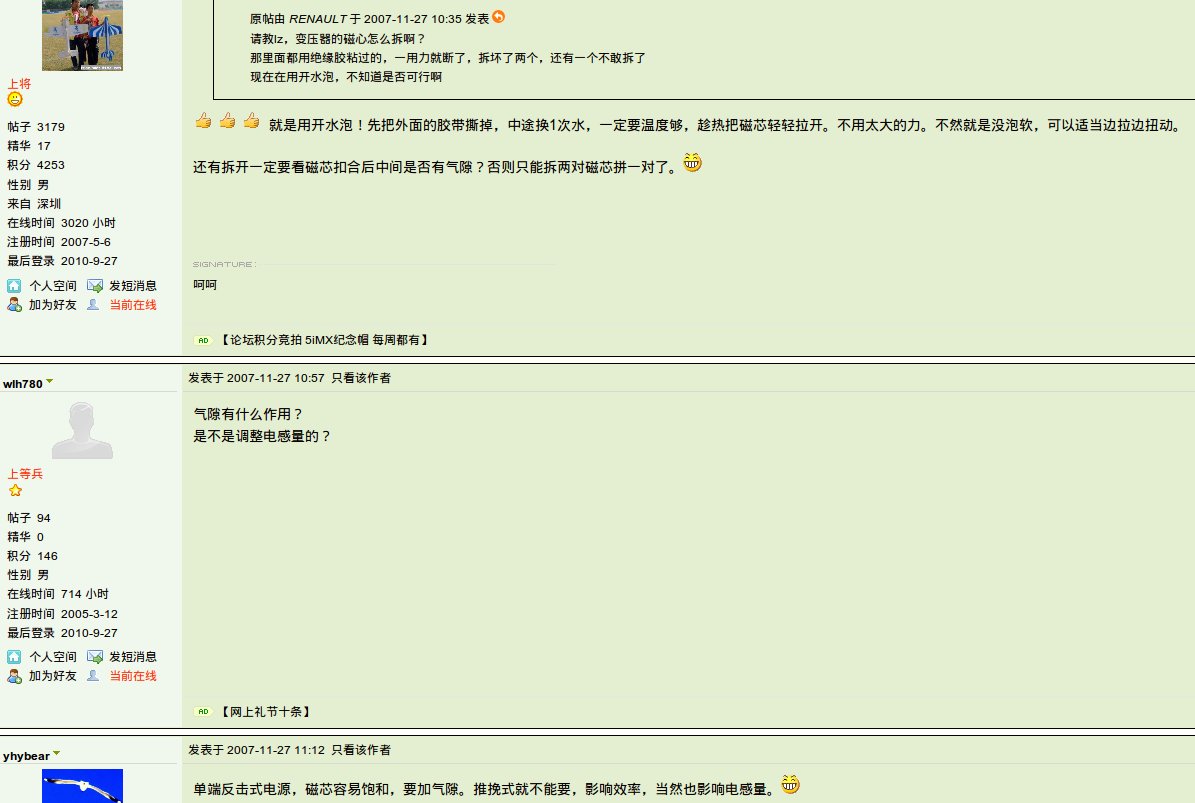 原帖由 RENAULT 于 2007-11-27 10:35 发表
请教lz，变压器的磁心怎么拆啊？
那里面都用绝缘胶粘过的，一用力就断了，拆坏了两个，还有一个不敢拆了
现在在用开水泡，不知道是否可行啊
上将
帖子 3179
精华 17
积分 4253
性别 男
来自 深圳
在线时间 3020 小时
注册时间 2007-5-6
最后登录 2010-9-27
个人空间 发短消息
加为好友 当前在线
就是用开水泡！先把外面的胶带撕掉，中途换1次水，一定要温度够，趁热把磁芯轻轻拉开。不用太大的力。不然就是没泡软，可以适当边拉边扭动。
还有拆开一定要看磁芯扣合后中间是否有气隙？否则只能拆两对磁芯拼一对了。
SIGNATURE:
呵呵
AD 【论坛积分竞拍 5iMX纪念帽 每周都有】
wlh780
发表于 2007-11-27 10:57 只看该作者
上等兵
帖子 94
精华 0
积分 146
性别 男
在线时间 714 小时
注册时间 2005-3-12
最后登录 2010-9-27
个人空间 发短消息
加为好友 当前在线
气隙有什么作用？
是不是调整电感量的？
AD 【网上礼节十条】
yhybear
发表于 2007-11-27 11:12 只看该作者
单端反击式电源，磁芯容易饱和，要加气隙。推挽式就不能要，影响效率，当然也影响电感量。